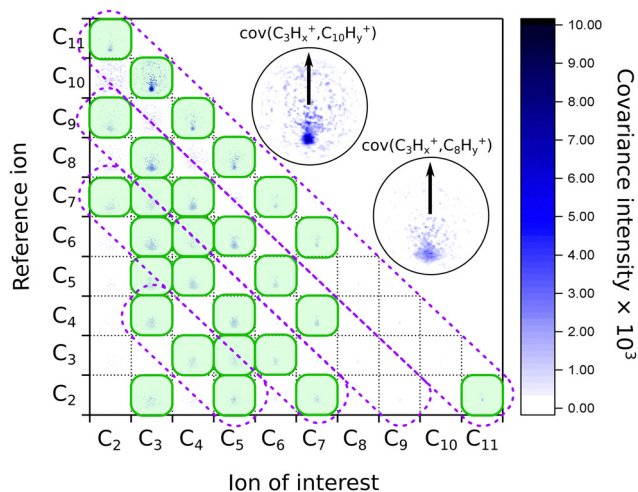 cov(C₃Hₓ⁺,C₁₀Hᵧ⁺)
cov(C₃Hₓ⁺,C₈Hᵧ⁺)
Reference ion
C₁₁
C₁₀
C₉
C₈
C₇
C₆
C₅
C₄
C₃
C₂
C₂ C₃ C₄ C₅ C₆ C₇ C₈ C₉ C₁₀ C₁₁
Ion of interest
10.00
9.00
8.00
7.00
6.00
5.00
4.00
3.00
2.00
1.00
0.00
Covariance intensity × 10³